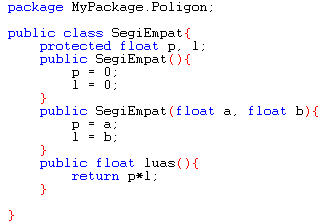 package MyPackage.Poligon;
public class SegiEmpat{
protected float p, l;
public SegiEmpat(){
p = 0;
l = 0;
}
public SegiEmpat(float a, float b){
p = a;
l = b;
}
public float luas(){
return p*l;
}
}